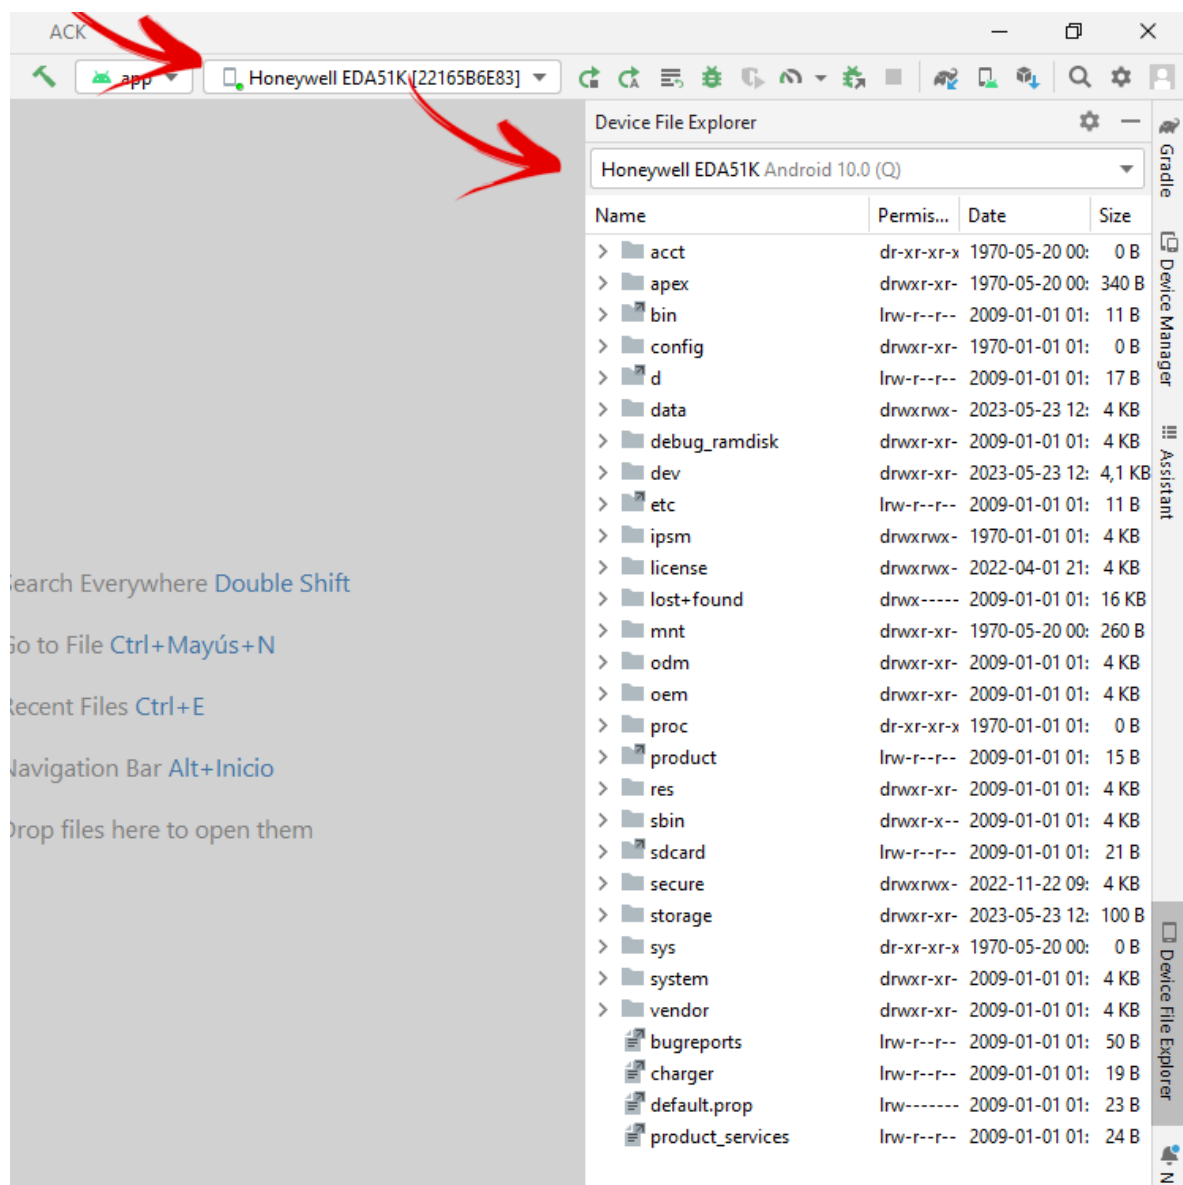 ACK
app Honeywell EDA51K [22165B6E83]
Device File Explorer
Honeywell EDA51K Android 10.0 (Q)
Name Permis... Date Size
acct dr-xr-xr-x 1970-05-20 00: 0 B
apex drwxr-xr- 1970-05-20 00: 340 B
bin lrw-r--r-- 2009-01-01 01: 11 B
config drwxr-xr- 1970-01-01 01: 0 B
d lrw-r--r-- 2009-01-01 01: 17 B
data drwxrwx- 2023-05-23 12: 4 KB
debug_ramdisk drwxr-xr- 2009-01-01 01: 4 KB
dev drwxr-xr- 2023-05-23 12: 4,1 KB
etc lrw-r--r-- 2009-01-01 01: 11 B
ipsm drwxrwx- 1970-01-01 01: 4 KB
license drwxrwx- 2022-04-01 21: 4 KB
lost+found drwx----- 2009-01-01 01: 16 KB
mnt drwxr-xr- 1970-05-20 00: 260 B
odm drwxr-xr- 2009-01-01 01: 4 KB
oem drwxr-xr- 2009-01-01 01: 4 KB
proc dr-xr-xr-x 1970-01-01 01: 0 B
product lrw-r--r-- 2009-01-01 01: 15 B
res drwxr-xr- 2009-01-01 01: 4 KB
sbin drwxr-x-- 2009-01-01 01: 4 KB
sdcard lrw-r--r-- 2009-01-01 01: 21 B
secure drwxrwx- 2022-11-22 09: 4 KB
storage drwxr-xr- 2023-05-23 12: 100 B
sys dr-xr-xr-x 1970-05-20 00: 0 B
system drwxr-xr- 2009-01-01 01: 4 KB
vendor drwxr-xr- 2009-01-01 01: 4 KB
bugreports lrw-r--r-- 2009-01-01 01: 50 B
charger lrw-r--r-- 2009-01-01 01: 19 B
default.prop lrw------- 2009-01-01 01: 23 B
product_services lrw-r--r-- 2009-01-01 01: 24 B
Search Everywhere Double Shift
Go to File Ctrl+Mayús+N
Recent Files Ctrl+E
Navigation Bar Alt+Inicio
Drop files here to open them
Gradle
Device Manager
Assistant
Device File Explorer
N